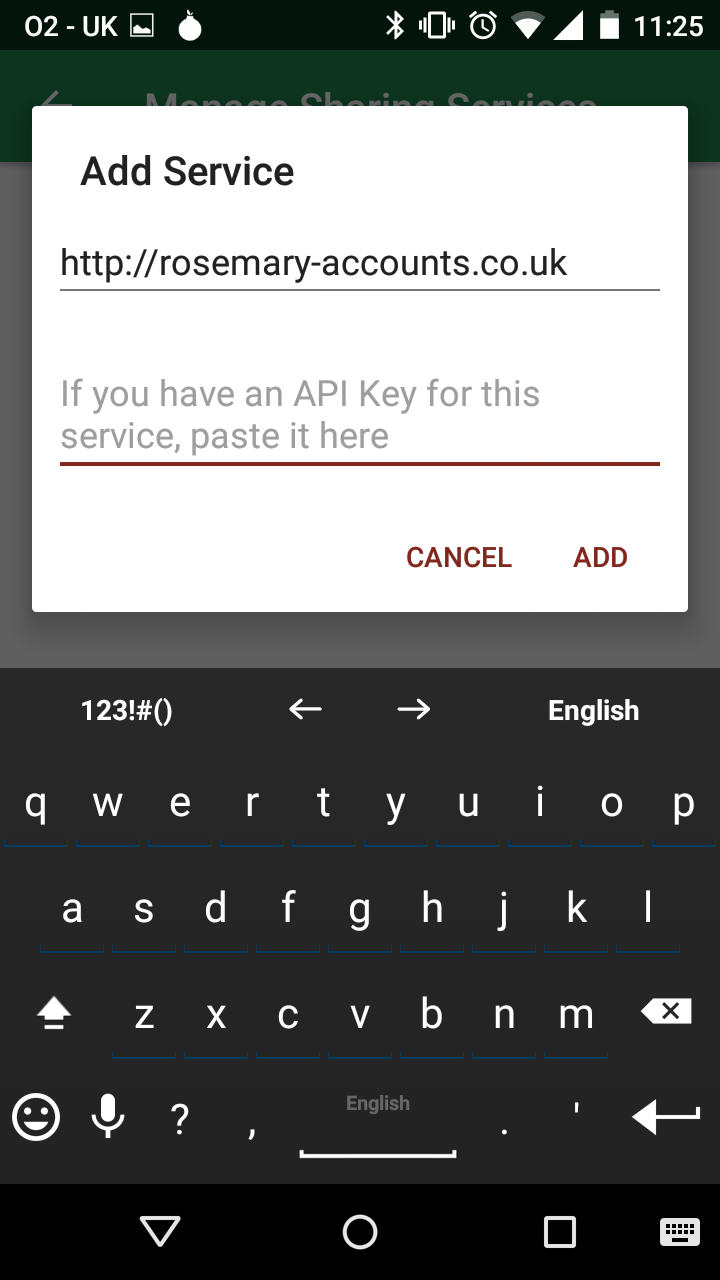 O2 - UK 11:25
Manage Sharing Services
Add Service
http://rosemary-accounts.co.uk
If you have an API Key for this
service, paste it here
CANCEL ADD
123!#() English
q w e r t y u i o p
a s d f g h j k l
z x c v b n m
English
? , . '